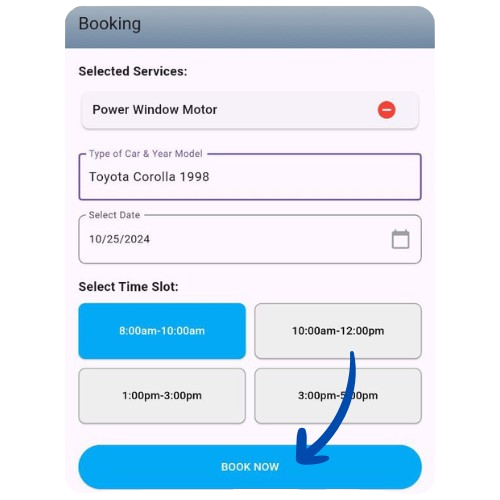 Booking
Selected Services:
Power Window Motor
Type of Car & Year Model
Toyota Corolla 1998
Select Date
10/25/2024
Select Time Slot:
8:00am-10:00am
10:00am-12:00pm
1:00pm-3:00pm
3:00pm-5:00pm
BOOK NOW